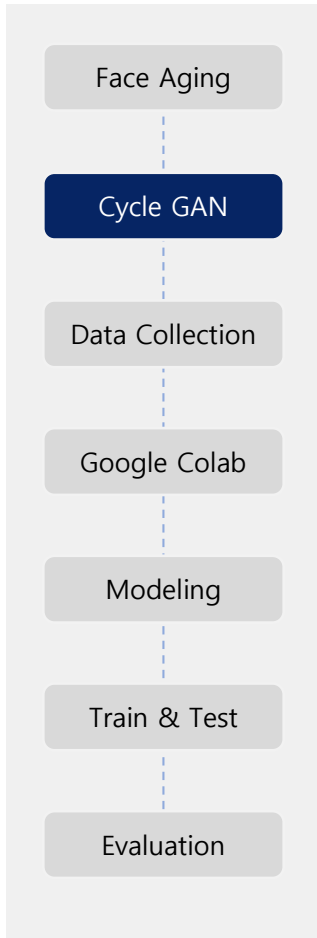 Face Aging
Cycle GAN
Data Collection
Google Colab
Modeling
Train & Test
Evaluation